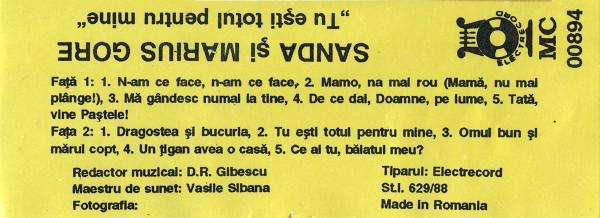 „Tu ești totul pentru mine”
SANDA și MARIUS GORE
ELECTRECORD
MC
00894
Față 1: 1. N-am ce face, n-am ce face, 2. Mamo, na mai rou (Mamă, nu mai
plânge!), 3. Mă gândesc numai la tine, 4. De ce dai, Doamne, pe lume, 5. Tată,
vine Paștele!
Față 2: 1. Dragostea și bucuria, 2. Tu ești totul pentru mine, 3. Omul bun și
mărul copt, 4. Un țigan avea o casă, 5. Ce ai tu, băiatul meu?
Redactor muzical: D.R. Gibescu
Maestru de sunet: Vasile Sibana
Fotografia:
Tiparul: Electrecord
St.I. 629/88
Made in Romania